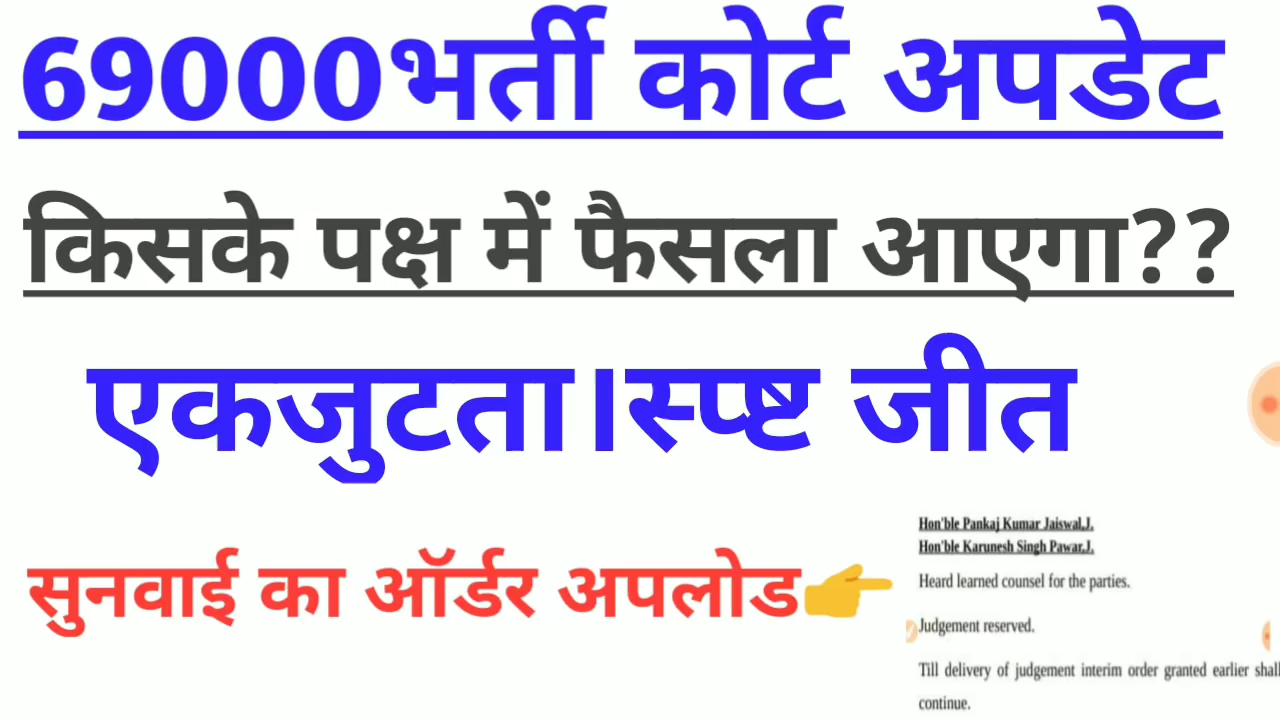 69000भर्ती कोर्ट अपडेट
किसके पक्ष में फैसला आएगा??
एकजुटता।स्प्ष्ट जीत
सुनवाई का ऑर्डर अपलोड👉
Hon'ble Pankaj Kumar Jaiswal,J.
Hon'ble Karunesh Singh Pawar,J.
Heard learned counsel for the parties.
Judgement reserved.
Till delivery of judgement interim order granted earlier shall
continue.